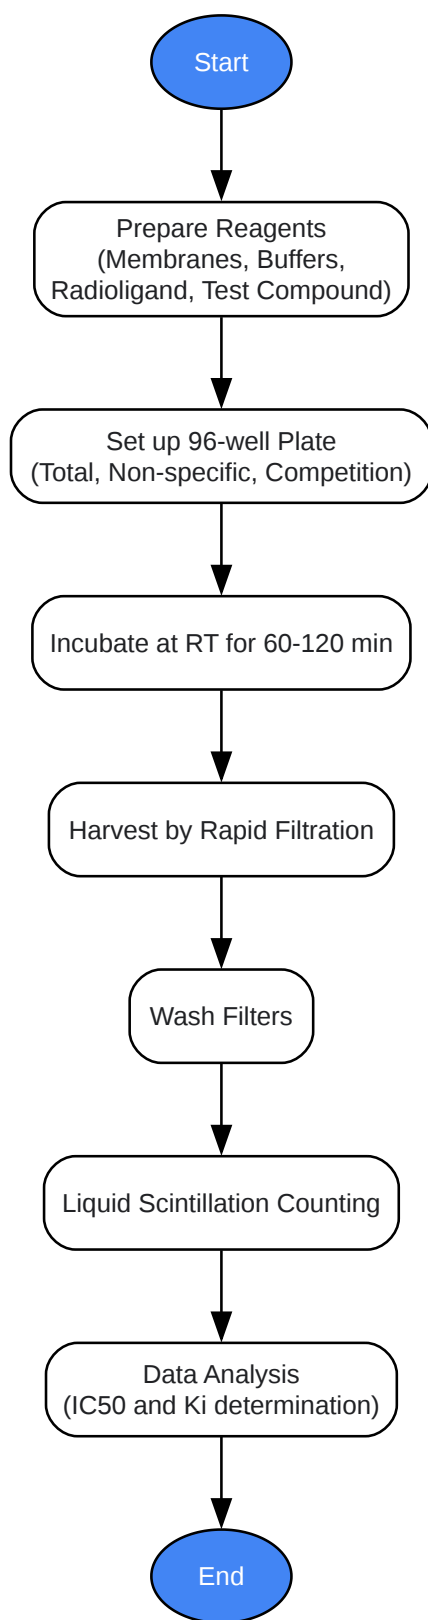 Start
Prepare Reagents
(Membranes, Buffers,
Radioligand, Test Compound)
Set up 96-well Plate
(Total, Non-specific, Competition)
Incubate at RT for 60-120 min
Harvest by Rapid Filtration
Wash Filters
Liquid Scintillation Counting
Data Analysis
(IC50 and Ki determination)
End